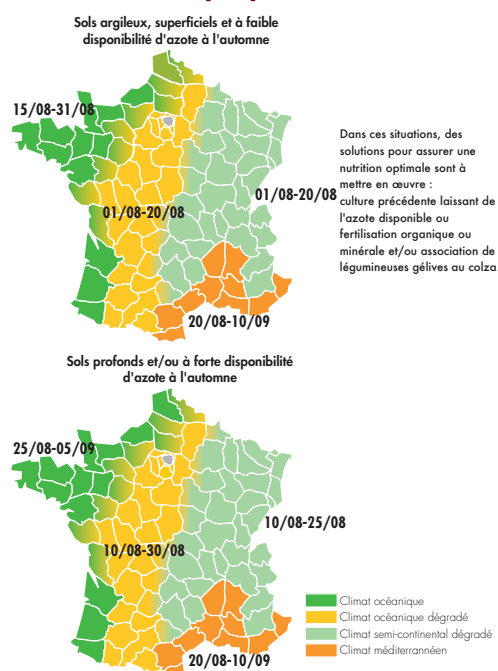 Sols argileux, superficiels et à faible
disponibilité d'azote à l'automne
15/08-31/08
01/08-20/08
01/08-20/08
20/08-10/09
Dans ces situations, des
solutions pour assurer une
nutrition optimale sont à
mettre en œuvre :
culture précédente laissant de
l'azote disponible ou
fertilisation organique ou
minérale et/ou association de
légumineuses gélives au colza.
Sols profonds et/ou à forte disponibilité
d'azote à l'automne
25/08-05/09
10/08-25/08
10/08-30/08
20/08-10/09
Climat océanique
Climat océanique dégradé
Climat semi-continental dégradé
Climat méditerrannéen